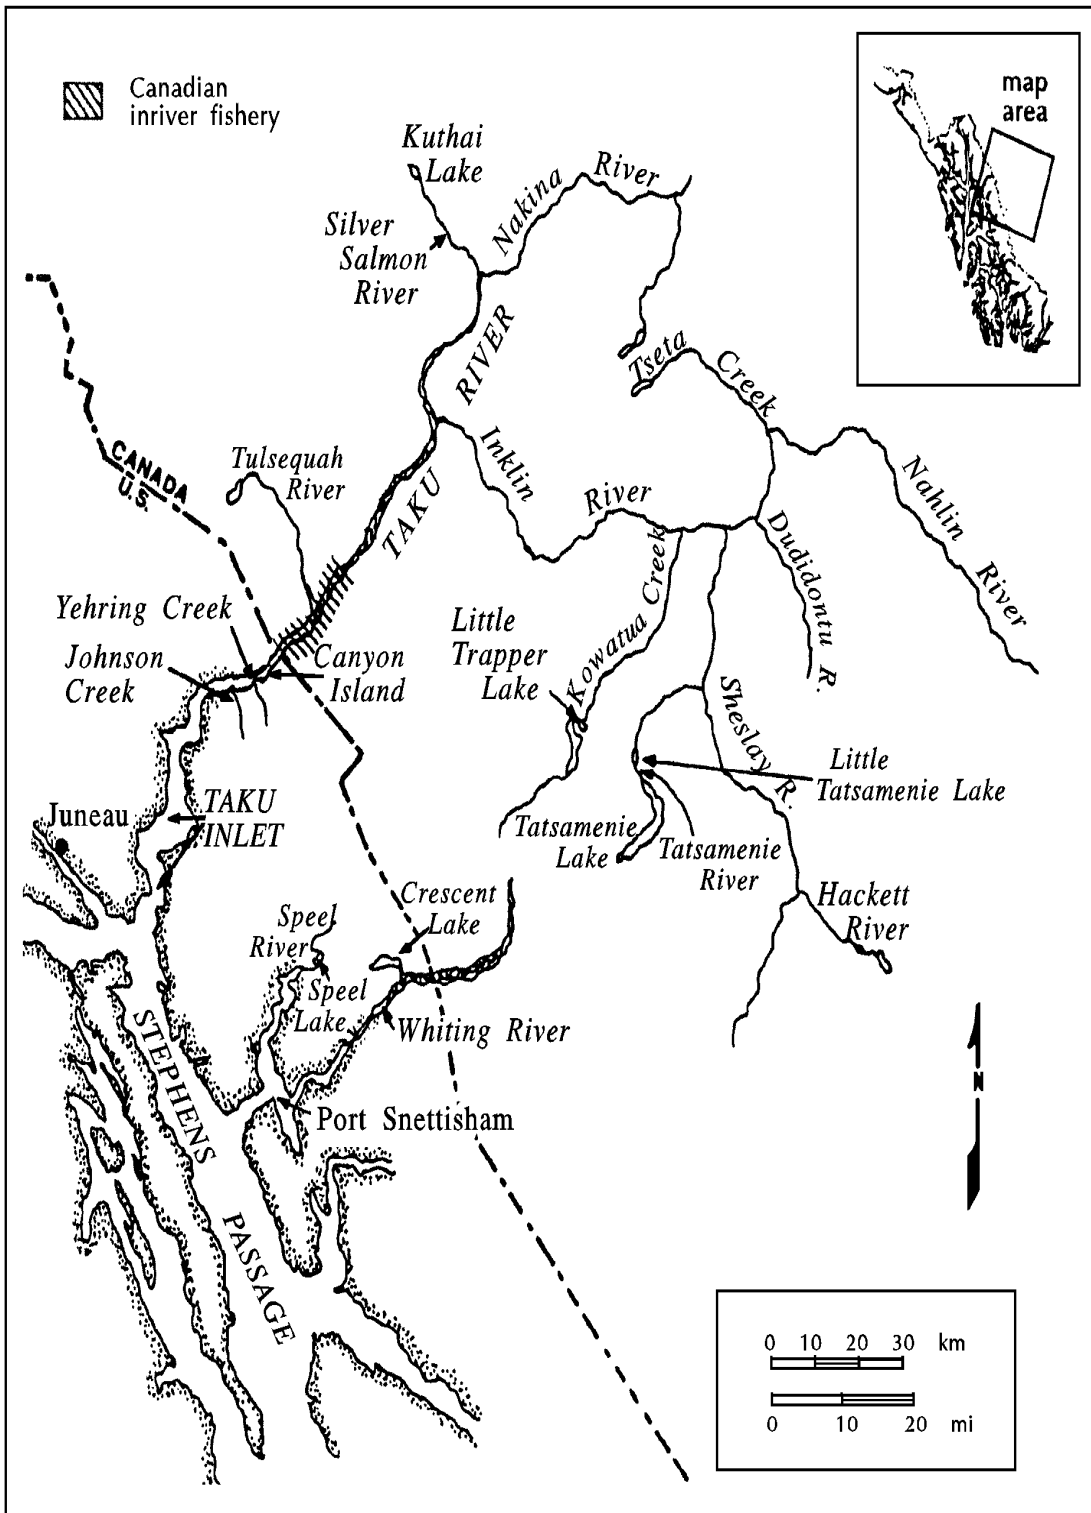 Canadian
inriver fishery
map
area
Kuthai
Lake
Nakina River
Silver
Salmon
River
TAKU RIVER
Tseta Creek
CANADA
U.S.
Tulsequah
River
Inklin River
Nahlin River
Dudidontu R.
Kowatua Creek
Yehring Creek
Johnson
Creek
Canyon
Island
Little
Trapper
Lake
Sheslay R.
Little
Tatsamenie Lake
TAKU
INLET
Juneau
Tatsamenie
Lake
Tatsamenie
River
Crescent
Lake
Hackett
River
Speel
River
Speel
Lake
Whiting River
STEPHENS PASSAGE
Port Snettisham
N
0 10 20 30 km
0 10 20 mi